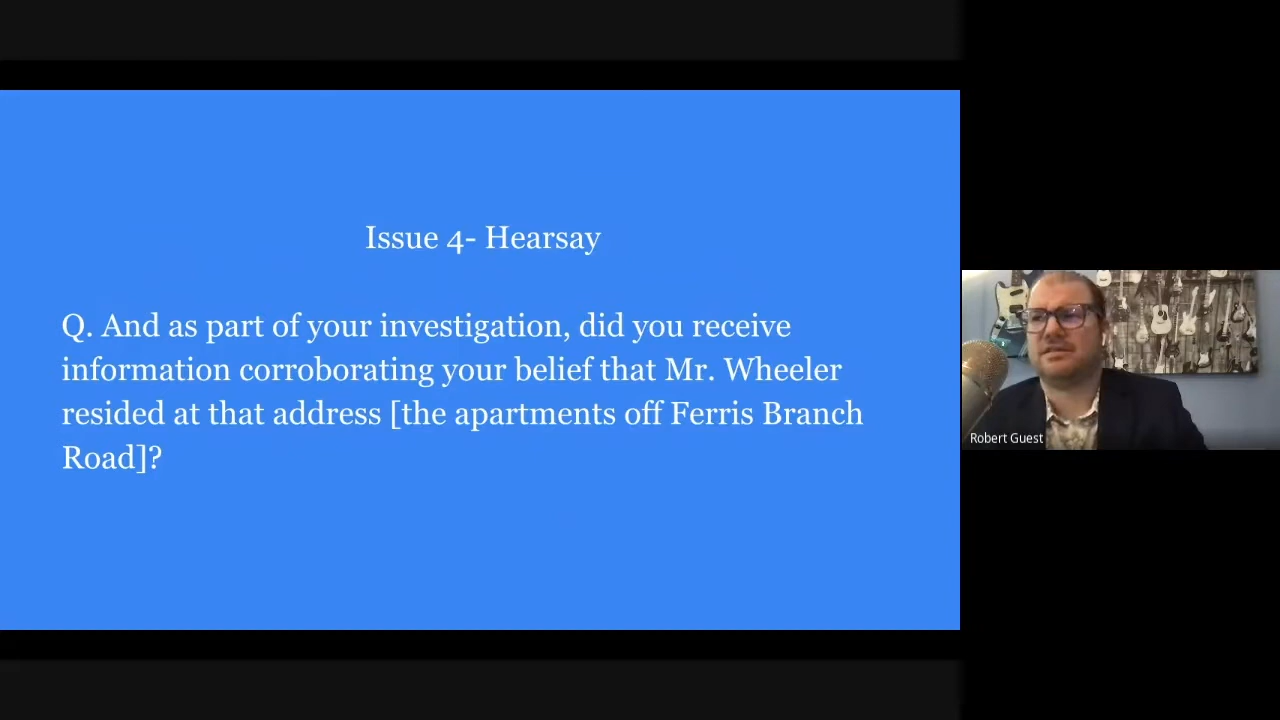 Issue 4- Hearsay
Q. And as part of your investigation, did you receive
information corroborating your belief that Mr. Wheeler
resided at that address [the apartments off Ferris Branch
Road]?
Robert Guest